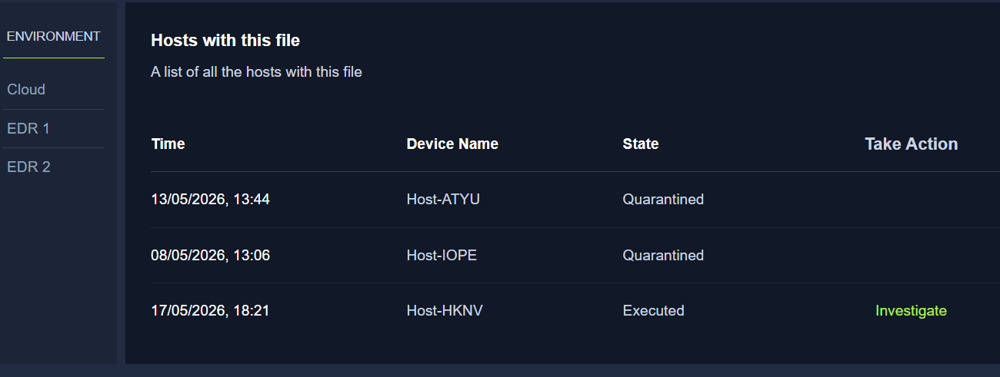 ENVIRONMENT
Cloud
EDR 1
EDR 2
Hosts with this file
A list of all the hosts with this file
Time Device Name State Take Action
13/05/2026, 13:44 Host-ATYU Quarantined
08/05/2026, 13:06 Host-IOPE Quarantined
17/05/2026, 18:21 Host-HKNV Executed Investigate